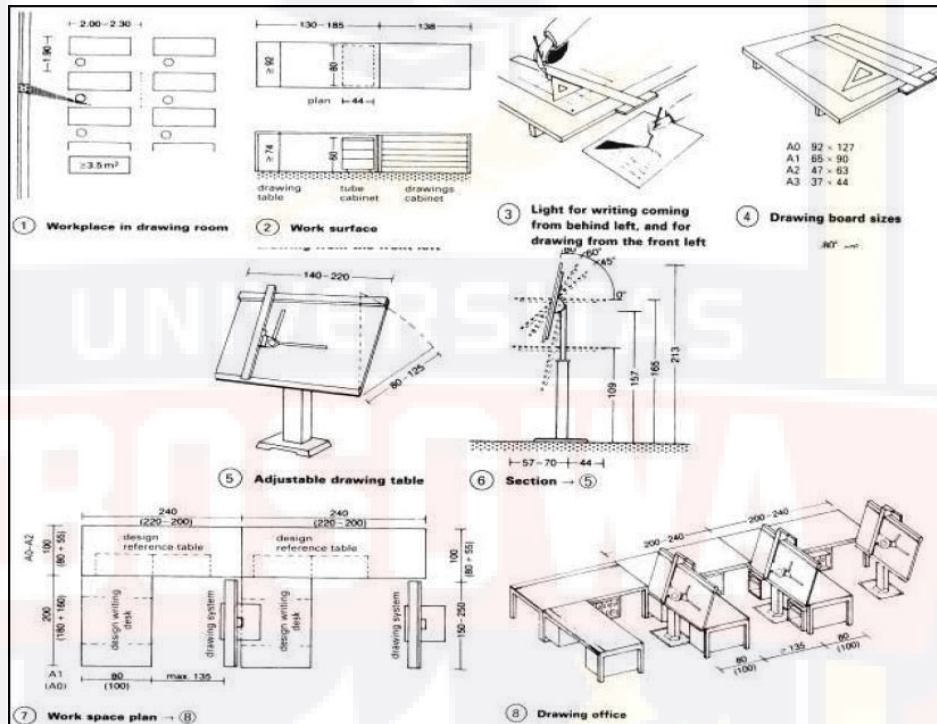 2.00-2.30
1.90
≥3.5 m²
① Workplace in drawing room
130-185
138
≥92
80
plan
44
≥74
60
drawing table
tube cabinet
drawings cabinet
② Work surface
③ Light for writing coming
from behind left, and for
drawing from the front left
A0 92 × 127
A1 65 × 90
A2 47 × 63
A3 37 × 44
④ Drawing board sizes
140-220
80-125
⑤ Adjustable drawing table
60°
45°
0°
109
157
165
213
57-70
44
⑥ Section → ⑤
240
(220-200)
240
(220-200)
A0-A2
100
(80 + 55)
design
reference table
design
reference table
100
(80 + 55)
200
(180 + 160)
design writing
desk
drawing system
design writing
desk
drawing system
150-250
A1
(A0)
80
(100)
max. 135
⑦ Work space plan → ⑧
200-240
200-240
80
(100)
≥135
80
(100)
⑧ Drawing office
UNIVERSITAS
BOSOWA